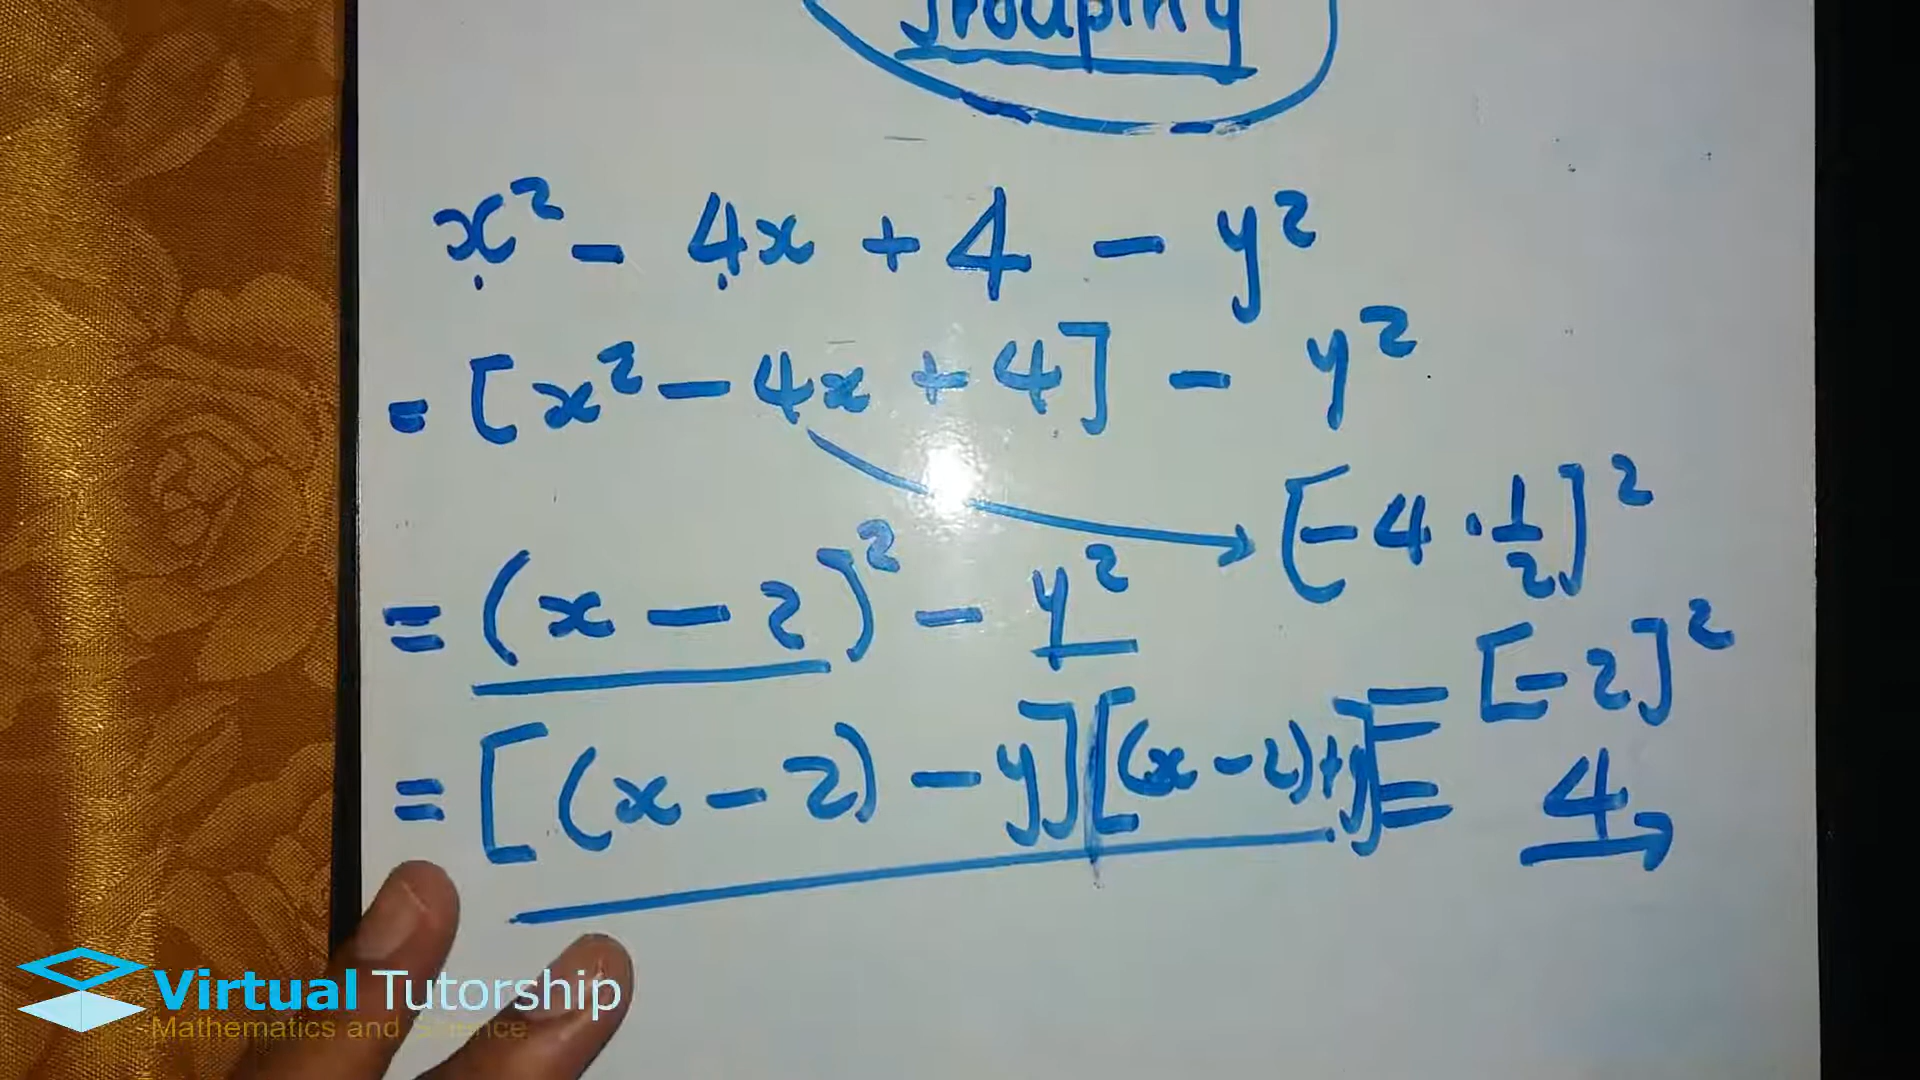 grouping
x² - 4x + 4 - y²
= [x² - 4x + 4] - y²
[-4 · 1/2]²
= (x - 2)² - y²
= [-2]²
= [(x - 2) - y] [(x - 2) + y]
= 4
Virtual Tutorship
Mathematics and Science